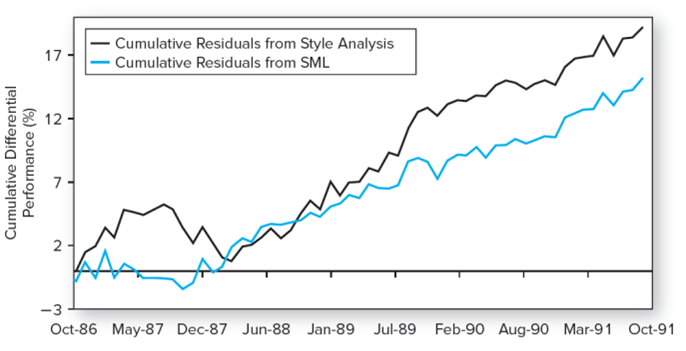 Cumulative Differential
Performance (%)
17
12
7
2
−3
Cumulative Residuals from Style Analysis
Cumulative Residuals from SML
Oct-86 May-87 Dec-87 Jun-88 Jan-89 Jul-89 Feb-90 Aug-90 Mar-91 Oct-91